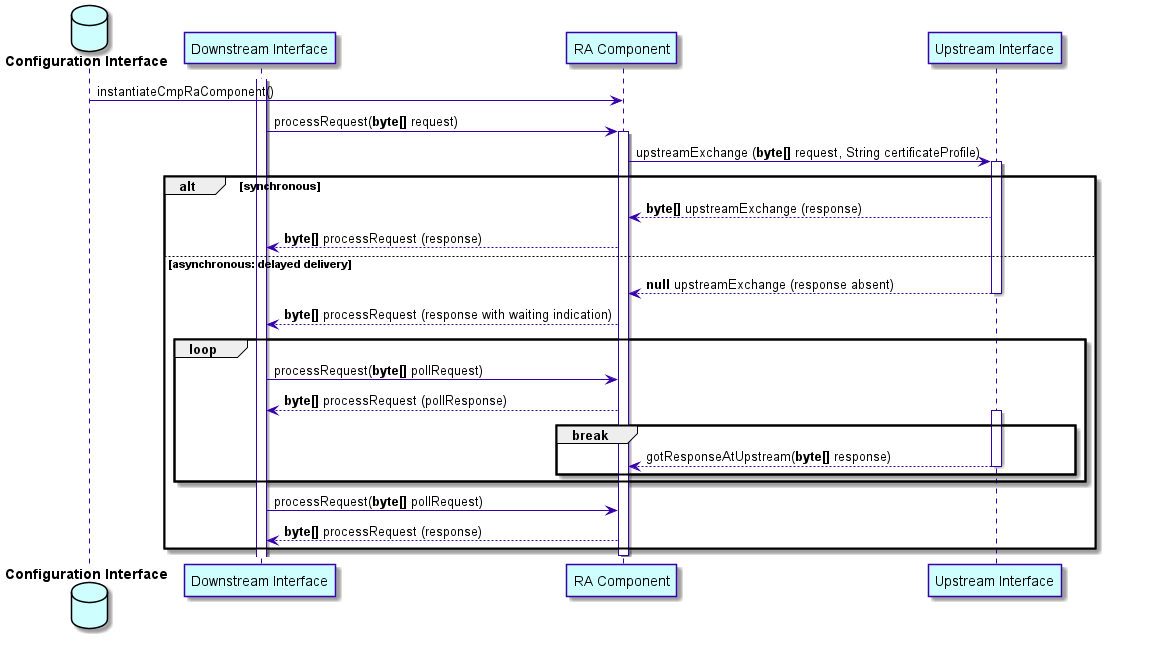 Configuration Interface
Downstream Interface
RA Component
Upstream Interface
instantiateCmpRaComponent()
processRequest(byte[] request)
upstreamExchange (byte[] request, String certificateProfile)
alt
[synchronous]
byte[] upstreamExchange (response)
byte[] processRequest (response)
[asynchronous: delayed delivery]
null upstreamExchange (response absent)
byte[] processRequest (response with waiting indication)
loop
processRequest(byte[] pollRequest)
byte[] processRequest (pollResponse)
break
gotResponseAtUpstream(byte[] response)
processRequest(byte[] pollRequest)
byte[] processRequest (response)
Configuration Interface
Downstream Interface
RA Component
Upstream Interface